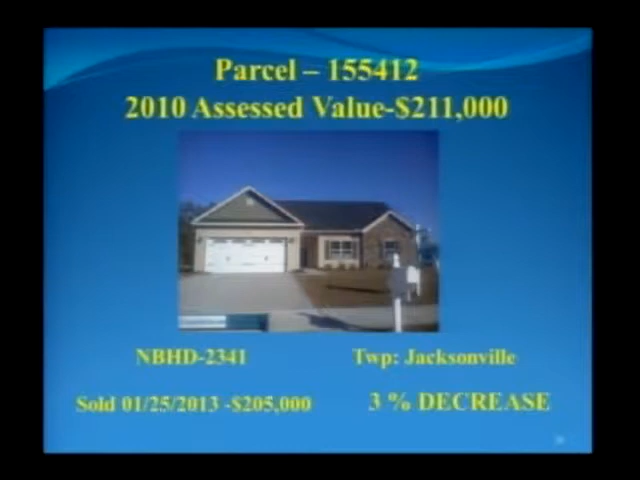 Parcel – 155412
2010 Assessed Value-$211,000
NBHD-2341
Twp: Jacksonville
Sold 01/25/2013 -$205,000
3 % DECREASE